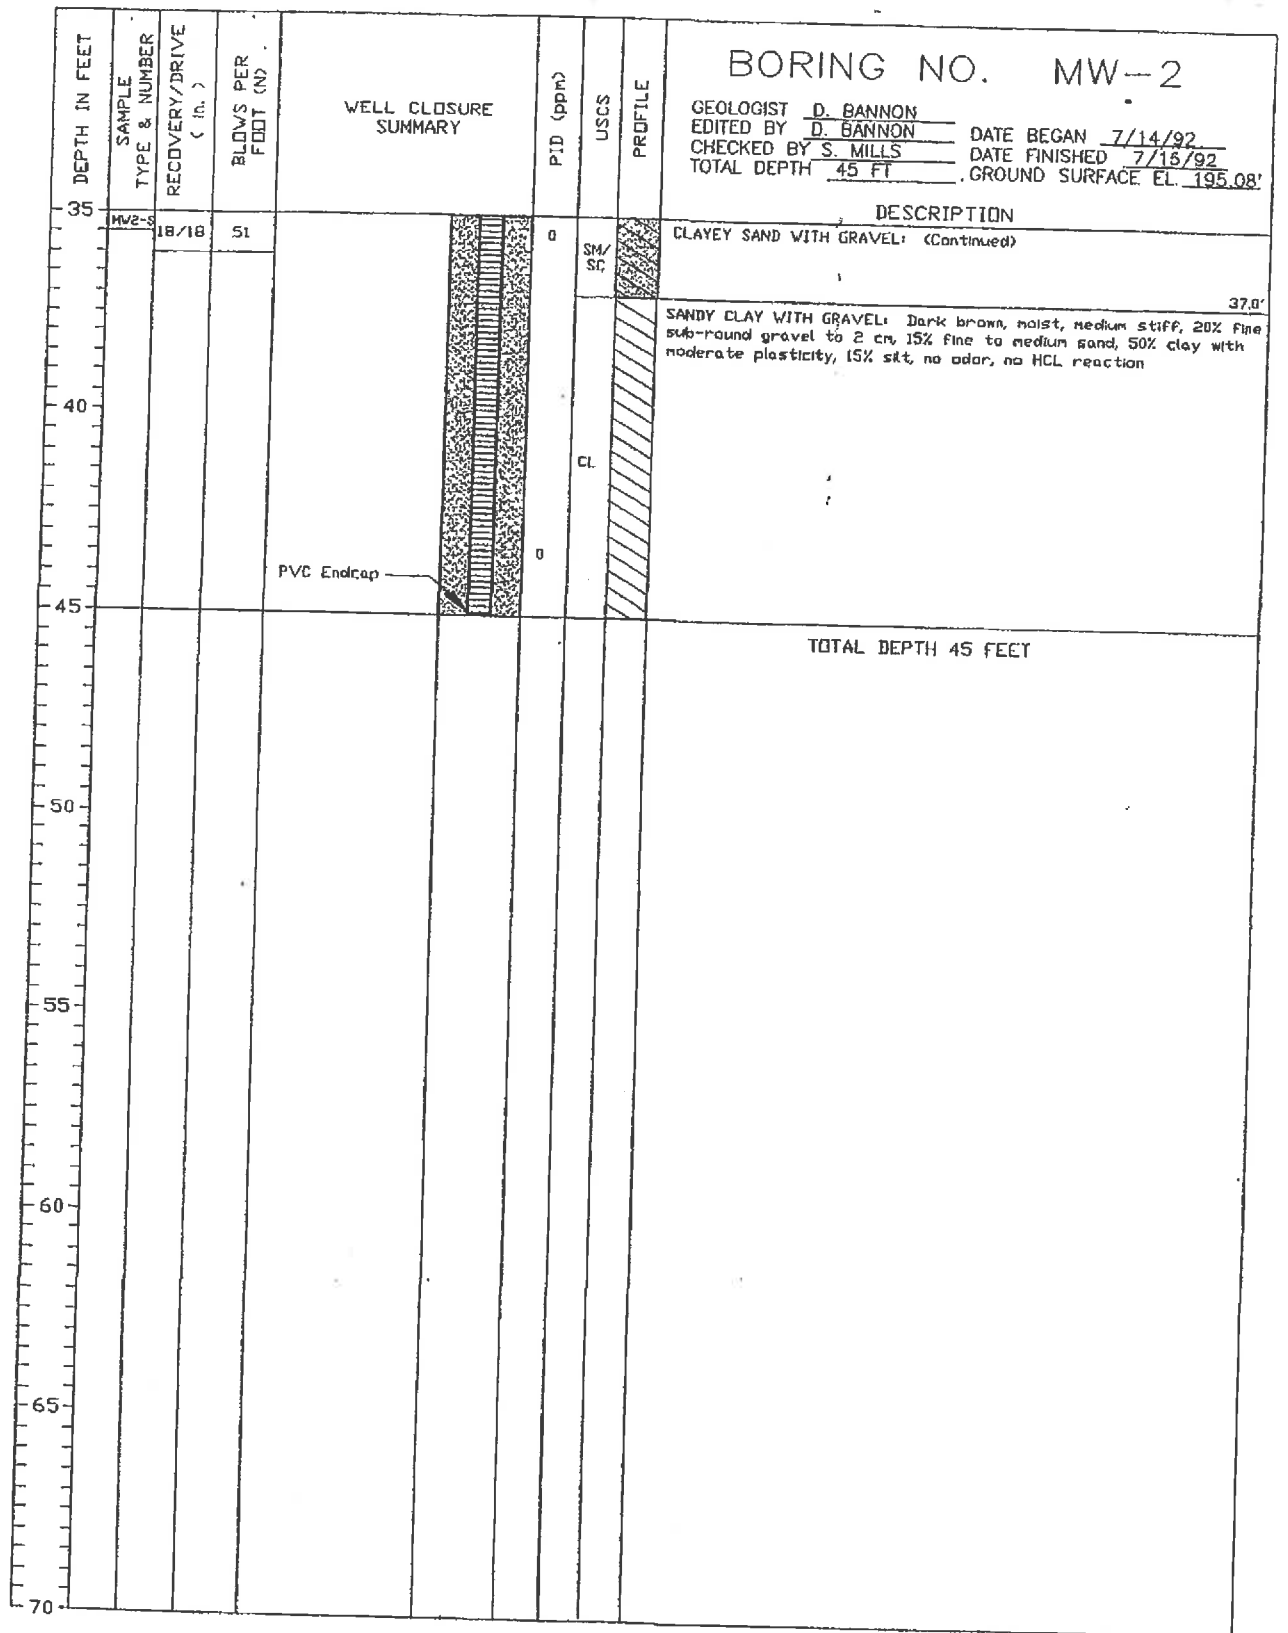 DEPTH IN FEET
SAMPLE
TYPE & NUMBER
RECOVERY/DRIVE
( in. )
BLOWS PER
FOOT (N)
WELL CLOSURE
SUMMARY
PID (ppm)
USCS
PROFILE
BORING NO. MW-2
GEOLOGIST D. BANNON
EDITED BY D. BANNON
CHECKED BY S. MILLS
TOTAL DEPTH 45 FT
DATE BEGAN 7/14/92
DATE FINISHED 7/15/92
GROUND SURFACE EL. 195.08'
DESCRIPTION
35
MW2-S
18/18
51
0
SM/
SC
CLAYEY SAND WITH GRAVEL: (Continued)
37.0'
SANDY CLAY WITH GRAVEL: Dark brown, moist, medium stiff, 20% fine
sub-round gravel to 2 cm, 15% fine to medium sand, 50% clay with
moderate plasticity, 15% silt, no odor, no HCL reaction
40
CL
0
PVC Endcap
45
TOTAL DEPTH 45 FEET
50
55
60
65
70